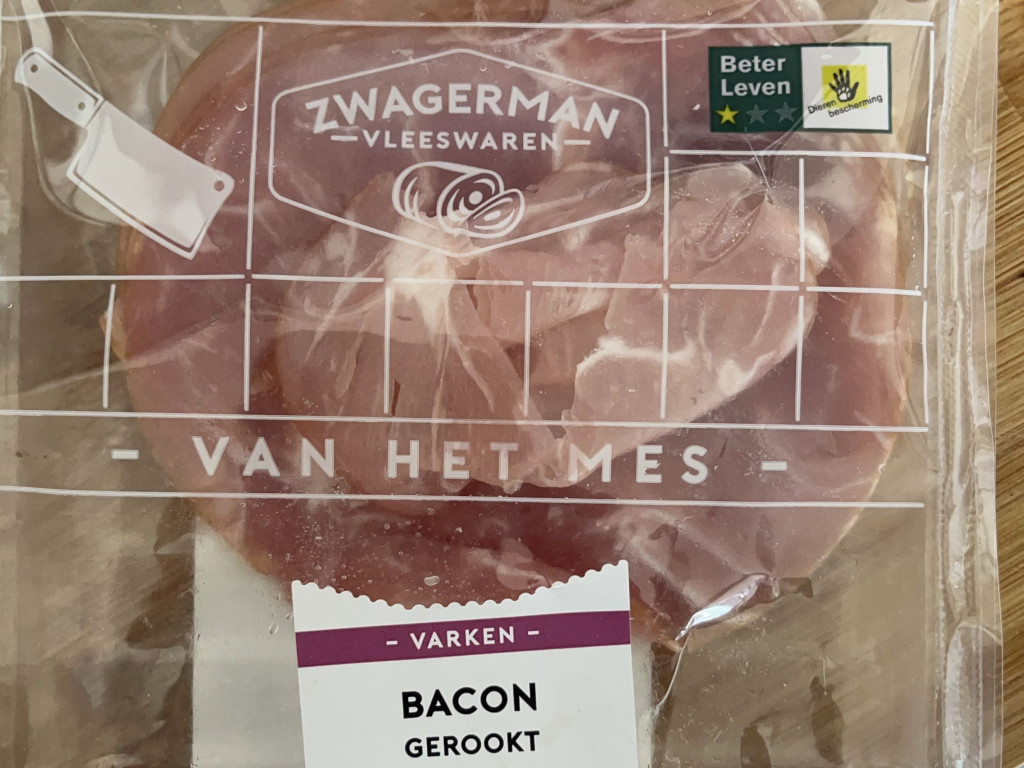 ZWAGERMAN
–VLEESWAREN–
Beter
Leven
Dieren
bescherming
– VAN HET MES –
– VARKEN –
BACON
GEROOKT